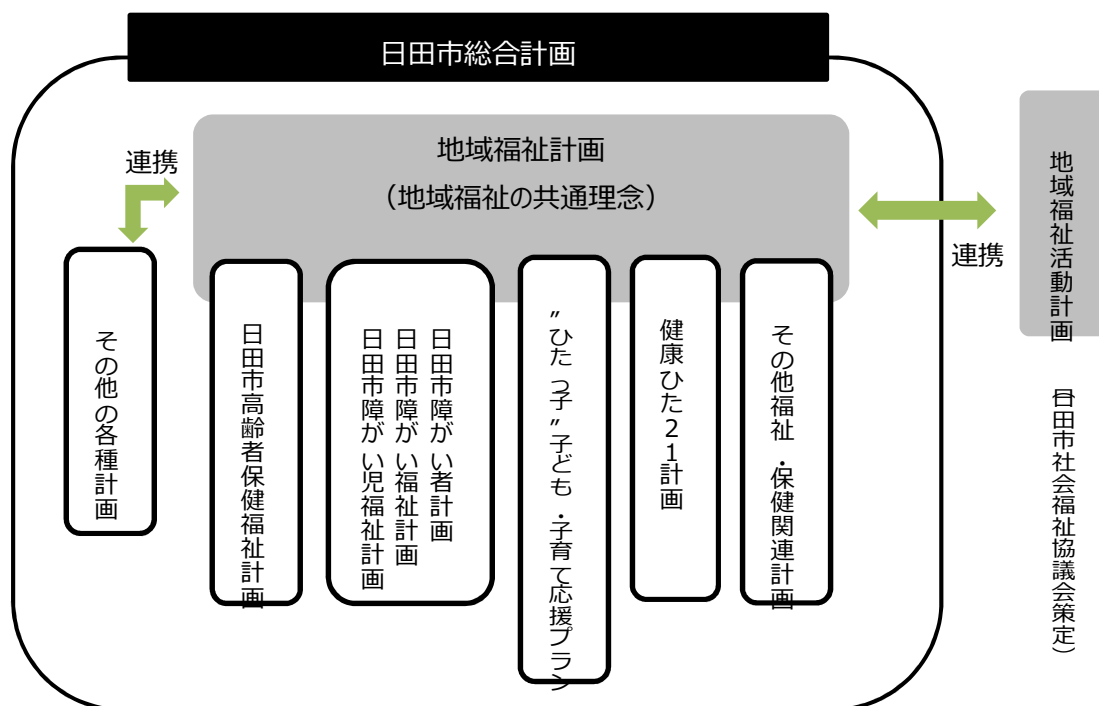 日田市総合計画
地域福祉計画
（地域福祉の共通理念）
連携
連携
その他の各種計画
日田市高齢者保健福祉計画
日田市障がい者計画
日田市障がい福祉計画
日田市障がい児福祉計画
〃ひたっ子〃子ども・子育て応援プラン
健康ひた21計画
その他福祉・保健関連計画
地域福祉活動計画
（日田市社会福祉協議会策定）